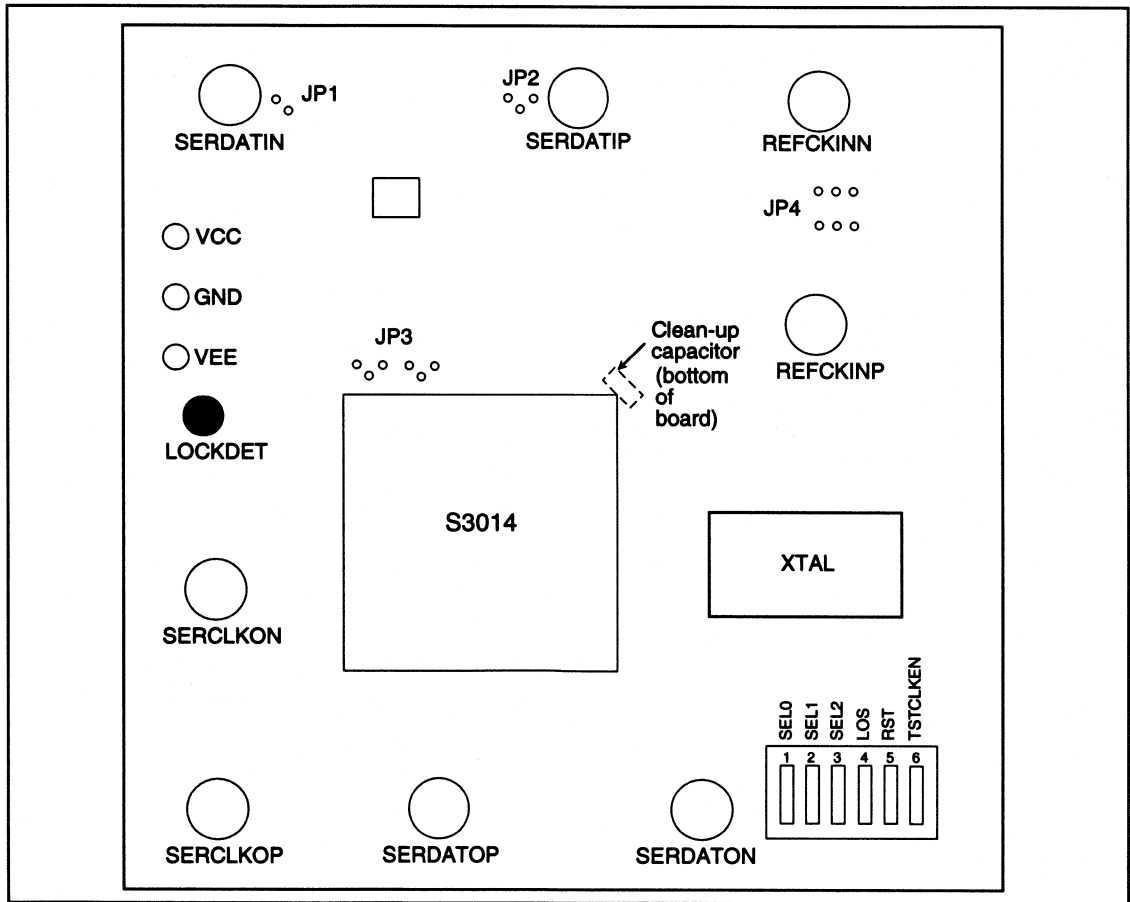 JP1
SERDATIN
JP2
SERDATIP
REFCKINN
JP4
VCC
GND
VEE
LOCKDET
JP3
Clean-up
capacitor
(bottom
of
board)
REFCKINP
S3014
XTAL
SERCLKON
SEL0
SEL1
SEL2
LOS
RST
TSTCLKEN
1 2 3 4 5 6
SERCLKOP
SERDATOP
SERDATON